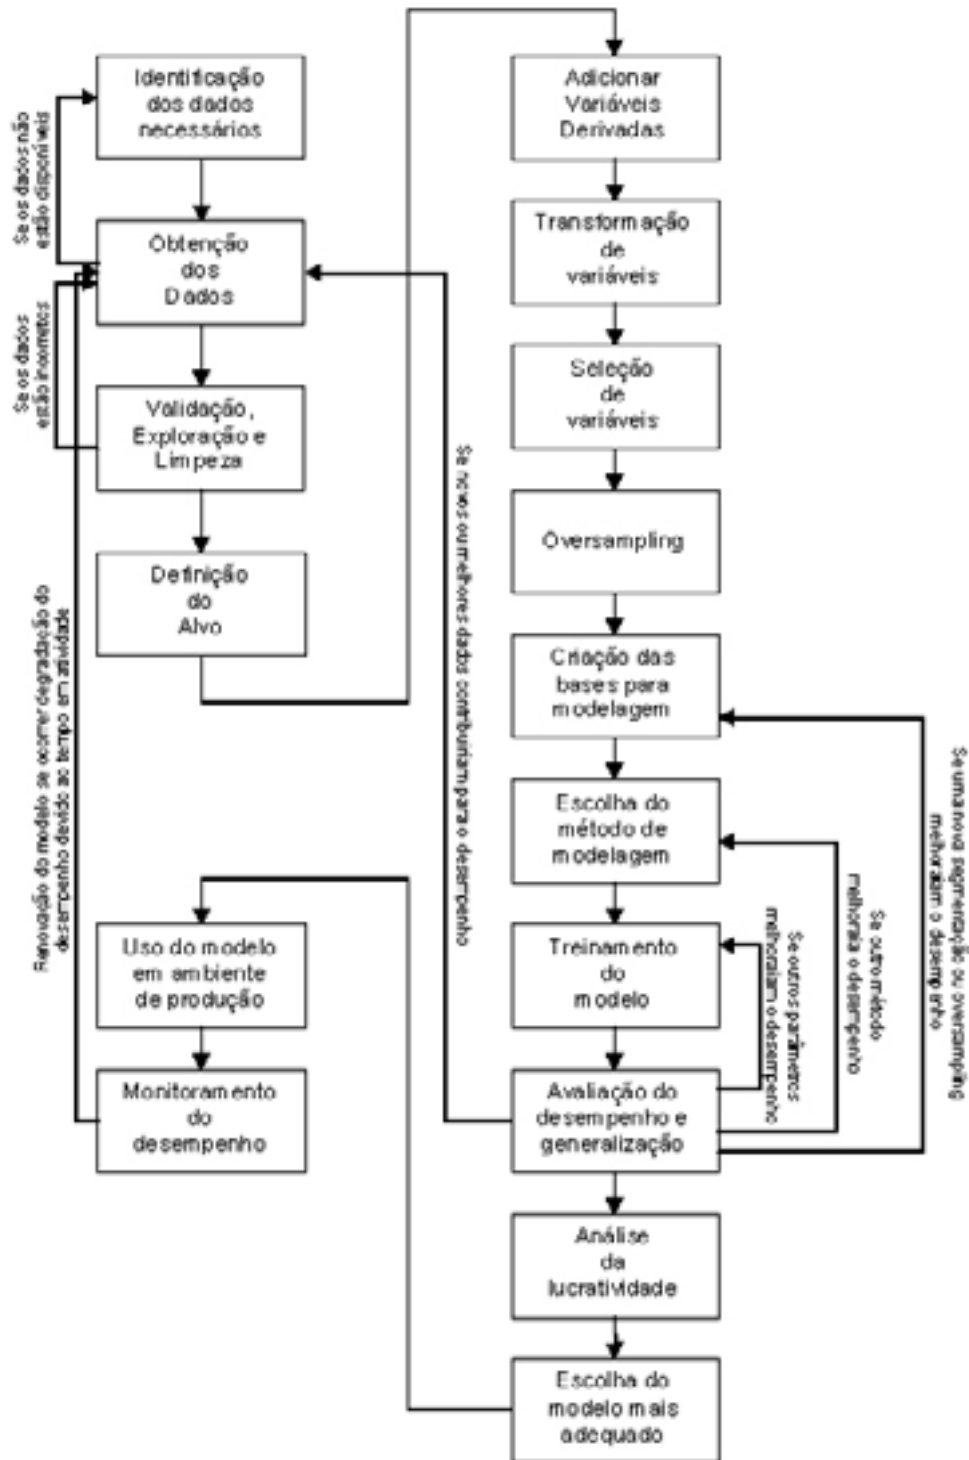 Identificação
dos dados
necessários
Se os dados não
estão disponíveis
Obtenção
dos
Dados
Se os dados
estão incorretos
Validação,
Exploração e
Limpeza
Definição
do
Alvo
Adicionar
Variáveis
Derivadas
Transformação
de
variáveis
Seleção
de
variáveis
Oversampling
Criação das
bases para
modelagem
Escolha do
método de
modelagem
Treinamento
do
modelo
Avaliação do
desempenho e
generalização
Se outros parâmetros
melhorariam o desempenho
Se outro método
melhoraria o desempenho
Se uma nova segmentação ou oversampling
melhorariam o desempenho
Se novos ou melhores dados contribuiriam para o desempenho
Análise
da
lucratividade
Escolha do
modelo mais
adequado
Uso do modelo
em ambiente
de produção
Monitoramento
do
desempenho
Renovação do modelo se ocorrer degradação do
desempenho devido ao tempo em atividade